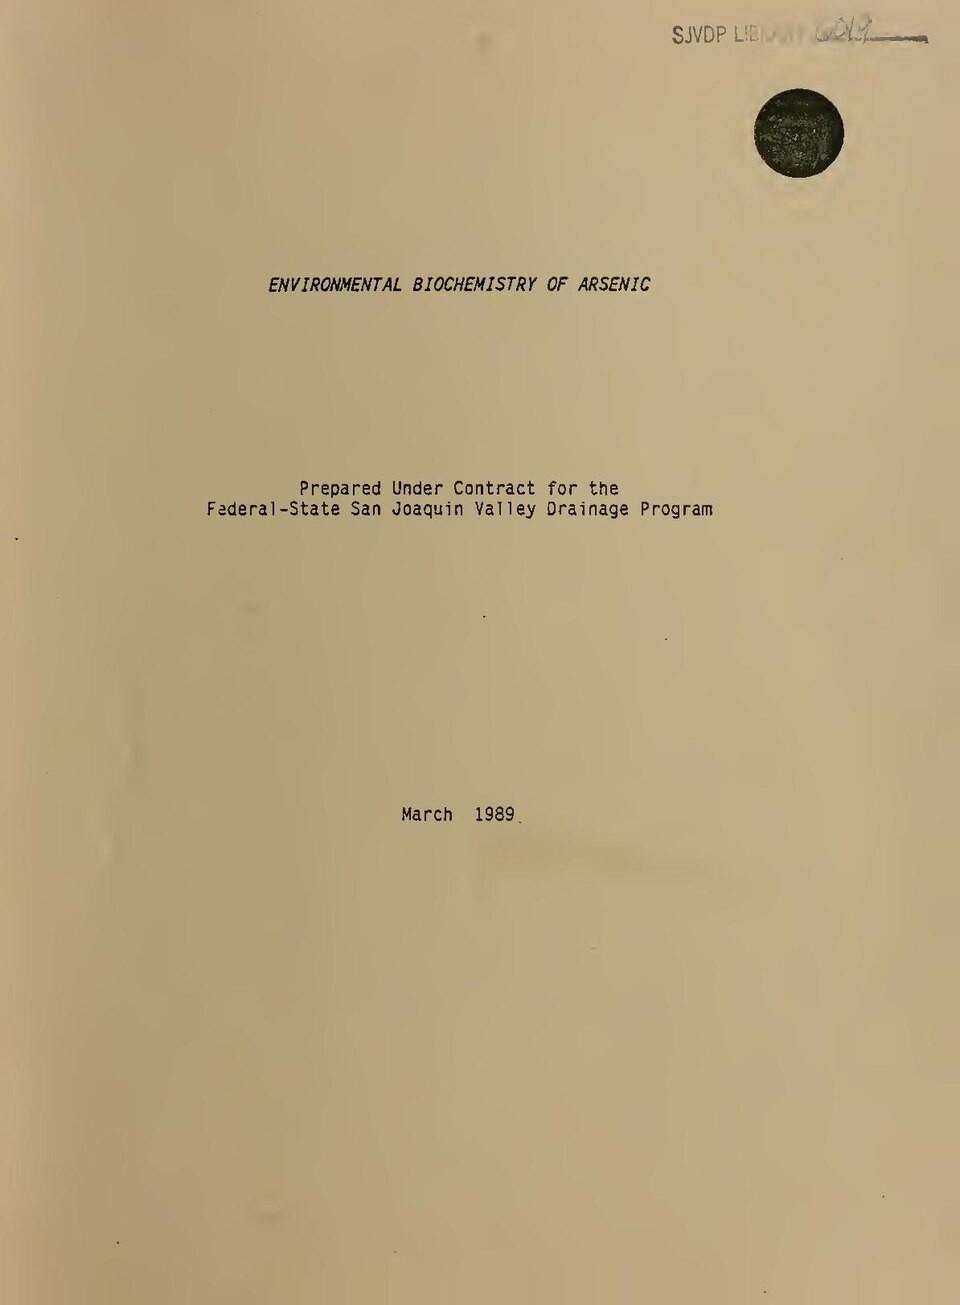 SJVDP LIBRARY
ENVIRONMENTAL BIOCHEMISTRY OF ARSENIC
Prepared Under Contract for the
Federal-State San Joaquin Valley Drainage Program
March 1989